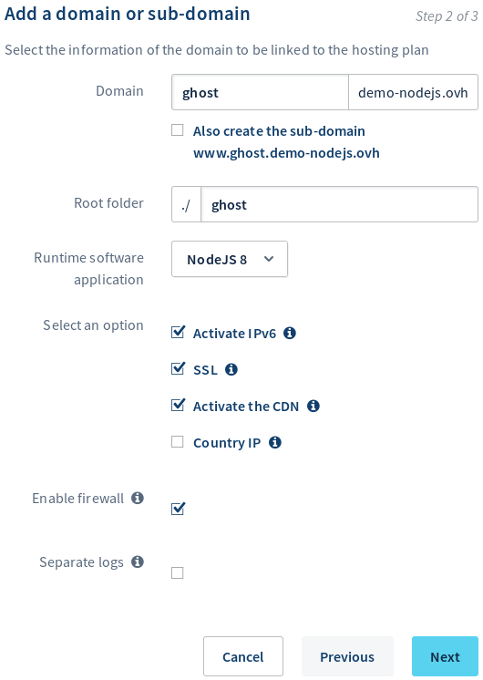 Add a domain or sub-domain
Step 2 of 3
Select the information of the domain to be linked to the hosting plan
Domain
ghost
demo-nodejs.ovh
Also create the sub-domain
www.ghost.demo-nodejs.ovh
Root folder
./
ghost
Runtime software
application
NodeJS 8
Select an option
Activate IPv6
SSL
Activate the CDN
Country IP
Enable firewall
Separate logs
Cancel
Previous
Next